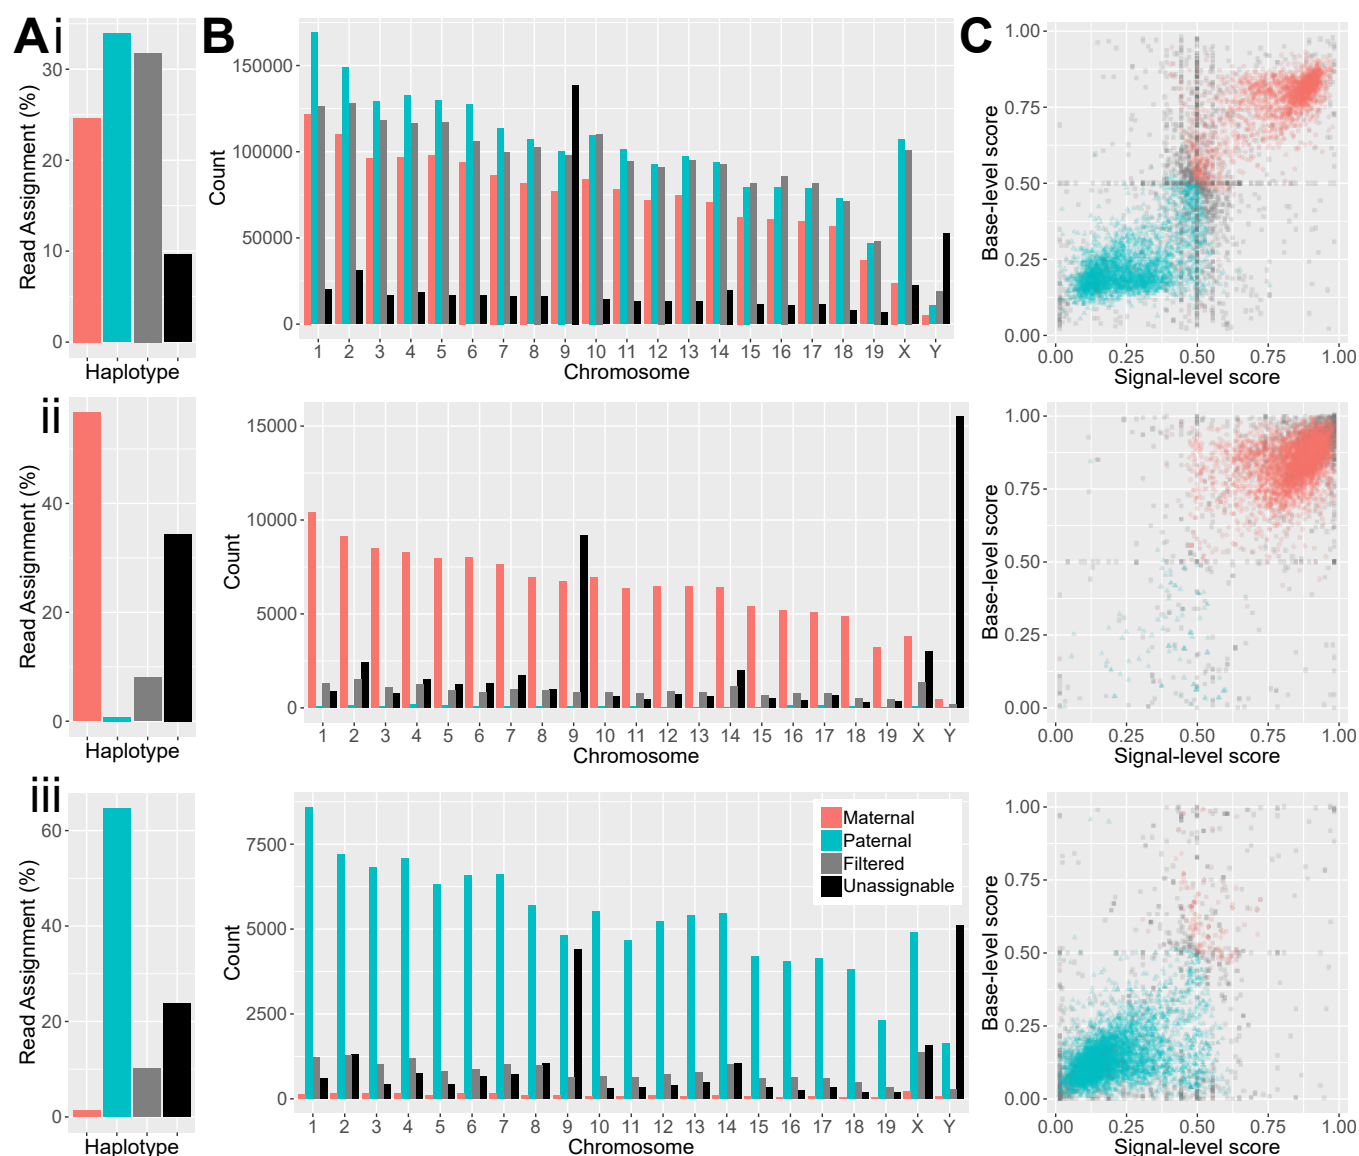 A i
B
C
30
20
10
0
Read Assignment (%)
Haplotype
150000
100000
50000
0
Count
1 2 3 4 5 6 7 8 9 10 11 12 13 14 15 16 17 18 19 X Y
Chromosome
1.00
0.75
0.50
0.25
0.00
Base-level score
0.00 0.25 0.50 0.75 1.00
Signal-level score
ii
40
20
0
Read Assignment (%)
Haplotype
15000
10000
5000
0
Count
1 2 3 4 5 6 7 8 9 10 11 12 13 14 15 16 17 18 19 X Y
Chromosome
1.00
0.75
0.50
0.25
0.00
Base-level score
0.00 0.25 0.50 0.75 1.00
Signal-level score
iii
60
40
20
0
Read Assignment (%)
Haplotype
7500
5000
2500
0
Count
Maternal
Paternal
Filtered
Unassignable
1 2 3 4 5 6 7 8 9 10 11 12 13 14 15 16 17 18 19 X Y
Chromosome
1.00
0.75
0.50
0.25
0.00
Base-level score
0.00 0.25 0.50 0.75 1.00
Signal-level score